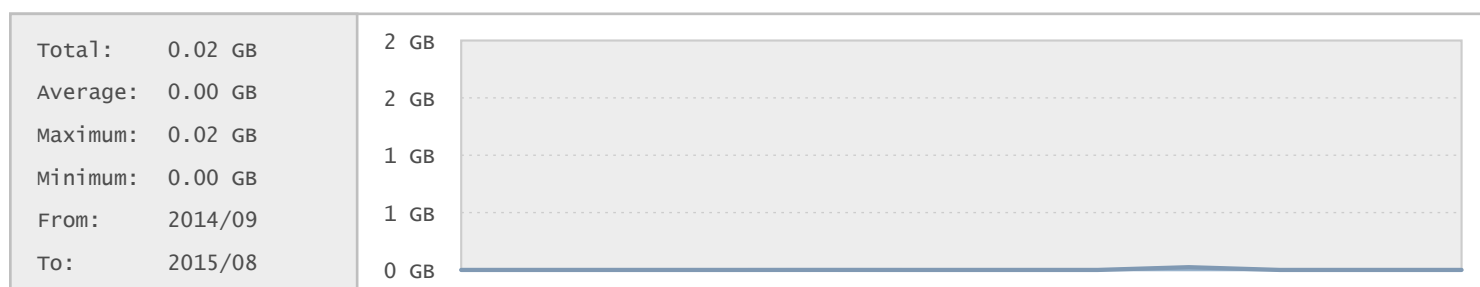 Total: 0.02 GB
Average: 0.00 GB
Maximum: 0.02 GB
Minimum: 0.00 GB
From: 2014/09
To: 2015/08
2 GB
2 GB
1 GB
1 GB
0 GB